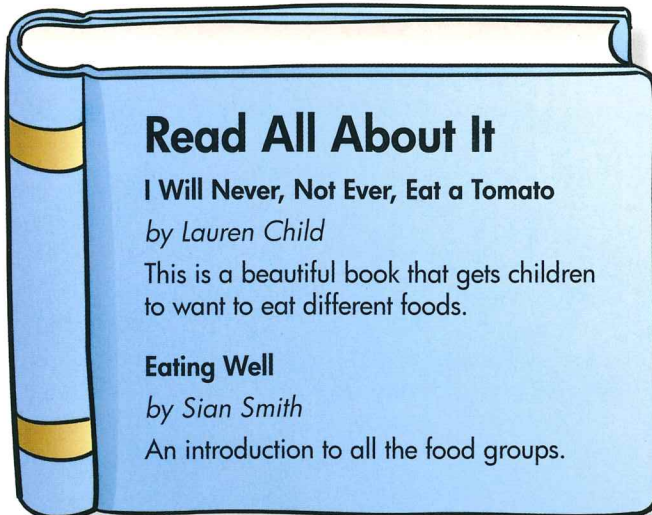 Read All About It
I Will Never, Not Ever, Eat a Tomato
by Lauren Child
This is a beautiful book that gets children
to want to eat different foods.
Eating Well
by Sian Smith
An introduction to all the food groups.